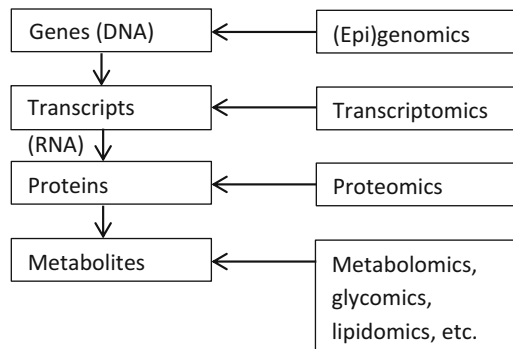 Genes (DNA)
(Epi)genomics
Transcripts
(RNA)
Transcriptomics
Proteins
Proteomics
Metabolites
Metabolomics,
glycomics,
lipidomics, etc.